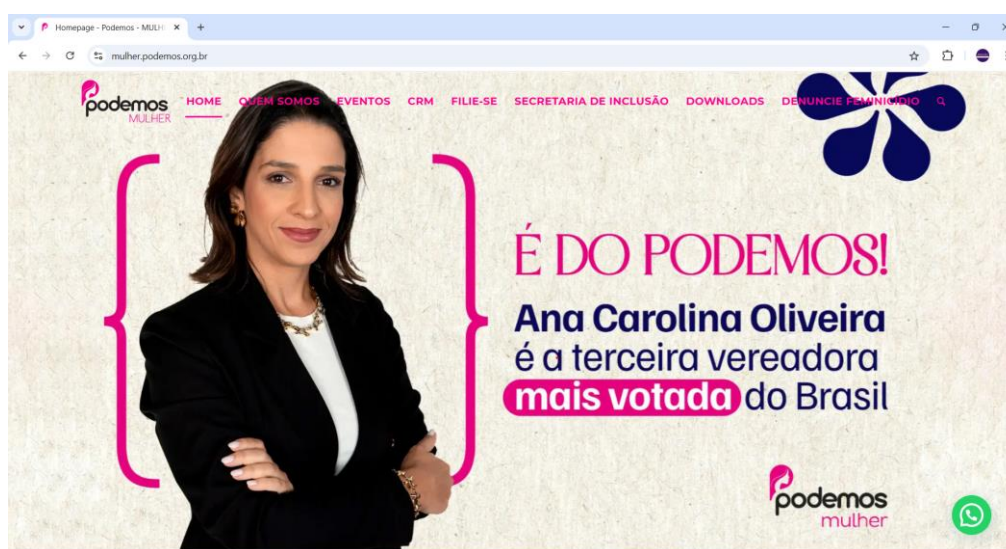 Homepage - Podemos - MULH
mulher.podemos.org.br
podemos
MULHER
HOME QUEM SOMOS EVENTOS CRM FILIE-SE SECRETARIA DE INCLUSÃO DOWNLOADS DENUNCIE FEMINICÍDIO
É DO PODEMOS!
Ana Carolina Oliveira
é a terceira vereadora
mais votada do Brasil
podemos
mulher